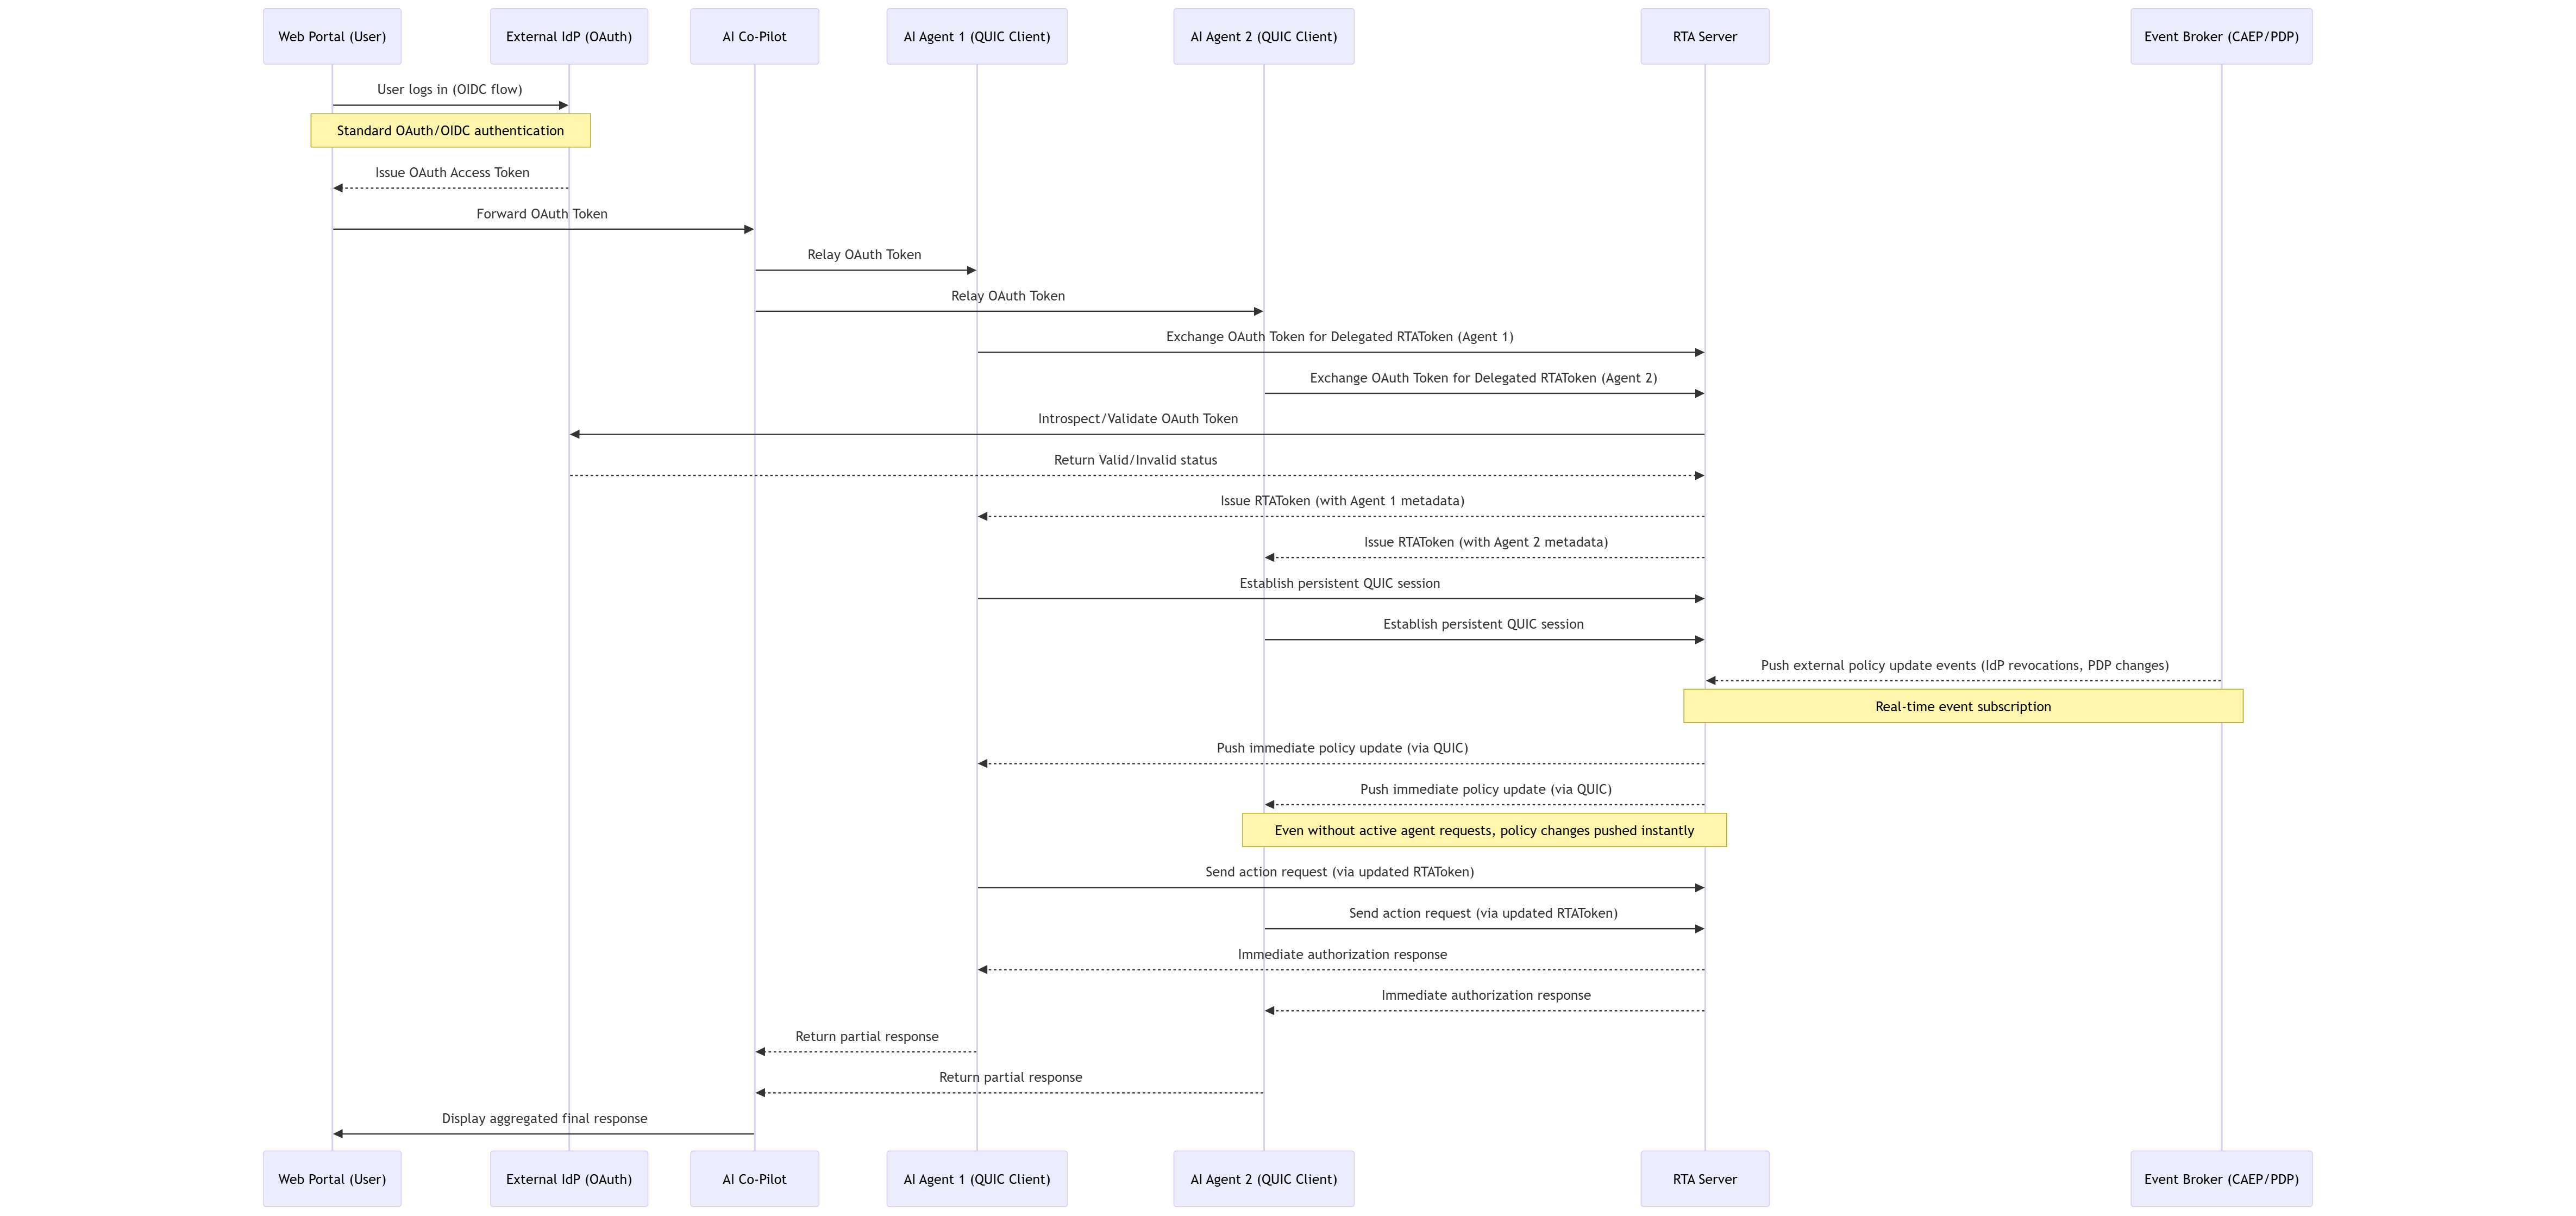 Web Portal (User)
External IdP (OAuth)
AI Co-Pilot
AI Agent 1 (QUIC Client)
AI Agent 2 (QUIC Client)
RTA Server
Event Broker (CAEP/PDP)
User logs in (OIDC flow)
Standard OAuth/OIDC authentication
Issue OAuth Access Token
Forward OAuth Token
Relay OAuth Token
Relay OAuth Token
Exchange OAuth Token for Delegated RTAToken (Agent 1)
Exchange OAuth Token for Delegated RTAToken (Agent 2)
Introspect/Validate OAuth Token
Return Valid/Invalid status
Issue RTAToken (with Agent 1 metadata)
Issue RTAToken (with Agent 2 metadata)
Establish persistent QUIC session
Establish persistent QUIC session
Push external policy update events (IdP revocations, PDP changes)
Real-time event subscription
Push immediate policy update (via QUIC)
Push immediate policy update (via QUIC)
Even without active agent requests, policy changes pushed instantly
Send action request (via updated RTAToken)
Send action request (via updated RTAToken)
Immediate authorization response
Immediate authorization response
Return partial response
Return partial response
Display aggregated final response
Web Portal (User)
External IdP (OAuth)
AI Co-Pilot
AI Agent 1 (QUIC Client)
AI Agent 2 (QUIC Client)
RTA Server
Event Broker (CAEP/PDP)